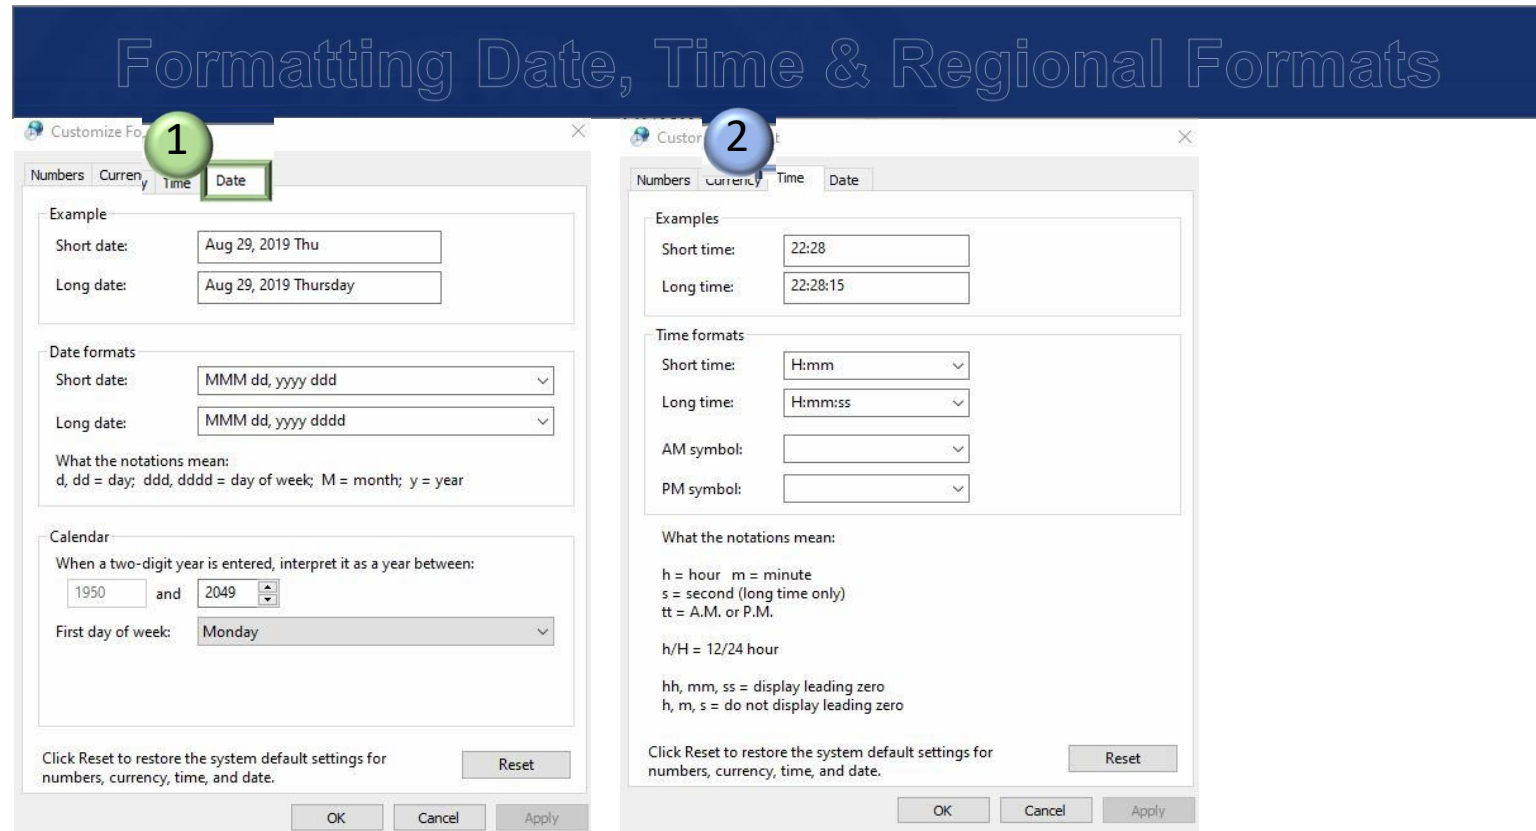 Formatting Date, Time & Regional Formats
1
Customize Fo
Numbers Currency Time Date
Example
Short date: Aug 29, 2019 Thu
Long date: Aug 29, 2019 Thursday
Date formats
Short date: MMM dd, yyyy ddd
Long date: MMM dd, yyyy dddd
What the notations mean:
d, dd = day; ddd, dddd = day of week; M = month; y = year
Calendar
When a two-digit year is entered, interpret it as a year between:
1950 and 2049
First day of week: Monday
Click Reset to restore the system default settings for
numbers, currency, time, and date.
Reset
OK Cancel Apply
2
Custor t
Numbers Currency Time Date
Examples
Short time: 22:28
Long time: 22:28:15
Time formats
Short time: H:mm
Long time: H:mm:ss
AM symbol:
PM symbol:
What the notations mean:
h = hour m = minute
s = second (long time only)
tt = A.M. or P.M.
h/H = 12/24 hour
hh, mm, ss = display leading zero
h, m, s = do not display leading zero
Click Reset to restore the system default settings for
numbers, currency, time, and date.
Reset
OK Cancel Apply